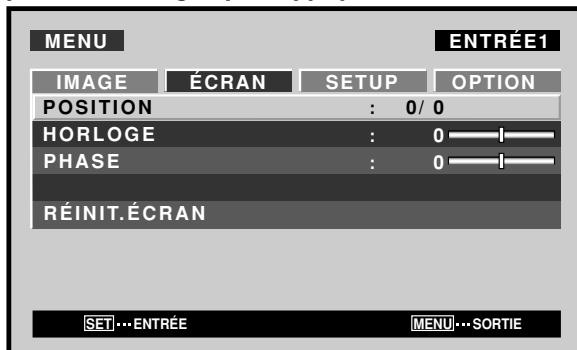 MENU ENTRÉE1
IMAGE ÉCRAN SETUP OPTION
POSITION : 0/ 0
HORLOGE : 0
PHASE : 0
RÉINIT.ÉCRAN
SET ··· ENTRÉE MENU ··· SORTIE